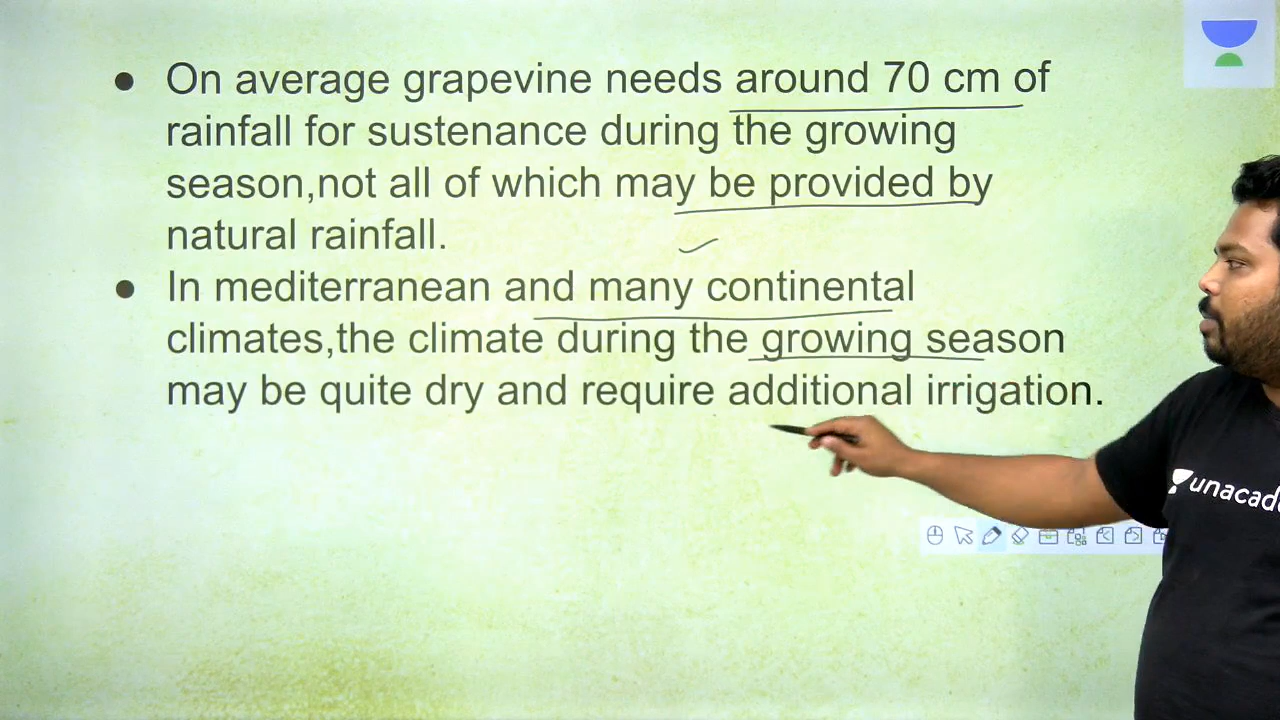 ● On average grapevine needs around 70 cm of
rainfall for sustenance during the growing
season,not all of which may be provided by
natural rainfall.
● In mediterranean and many continental
climates,the climate during the growing season
may be quite dry and require additional irrigation.